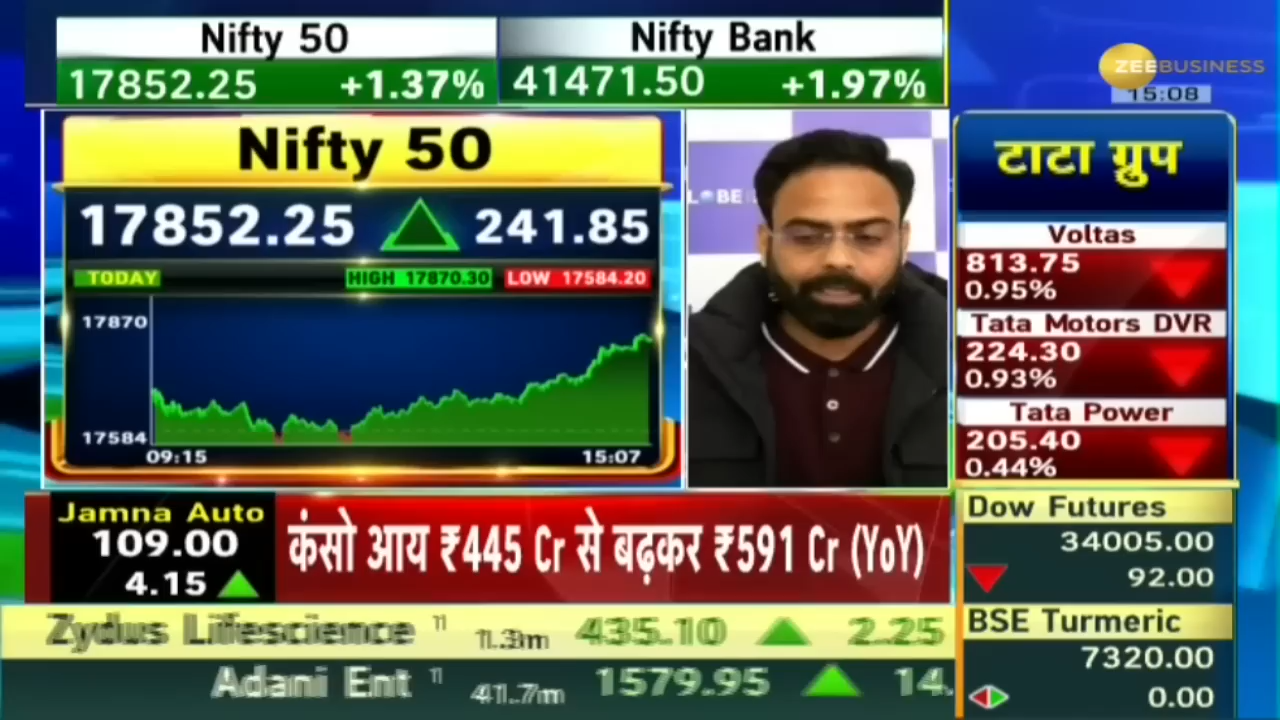 Nifty 50
17852.25 +1.37%
Nifty Bank
41471.50 +1.97%
ZEEBUSINESS
15:08
Nifty 50
17852.25 241.85
TODAY HIGH 17870.30 LOW 17584.20
17870
17584
09:15 15:07
LOBE
टाटा ग्रुप
Voltas
813.75
0.95%
Tata Motors DVR
224.30
0.93%
Tata Power
205.40
0.44%
Jamna Auto
109.00
4.15
कंसो आय ₹445 Cr से बढ़कर ₹591 Cr (YoY)
Dow Futures
34005.00
92.00
BSE Turmeric
7320.00
0.00
Zydus Lifescience 11 1.3m 435.10 2.25
Adani Ent 11 41.7m 1579.95 14.